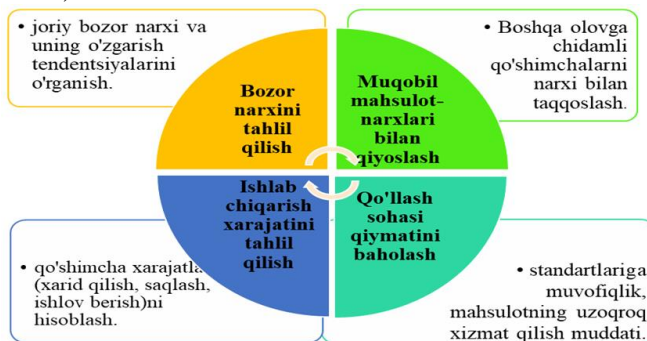 • joriy bozor narxi va
uning o'zgarish
tendentsiyalarini
o'rganish.
Bozor
narxini
tahlil
qilish
• Boshqa olovga
chidamli
qo'shimchalarni
narxi bilan
taqqoslash.
Muqobil
mahsulot-
narxlari
bilan
qiyoslash
• qo'shimcha xarajatla
(xarid qilish, saqlash,
ishlov berish)ni
hisoblash.
Ishlab
chiqarish
xarajatini
tahlil
qilish
Qo'llash
sohasi
qiymatini
baholash
• standartlariga
muvofiqlik,
mahsulotning uzoqroq
xizmat qilish muddati.